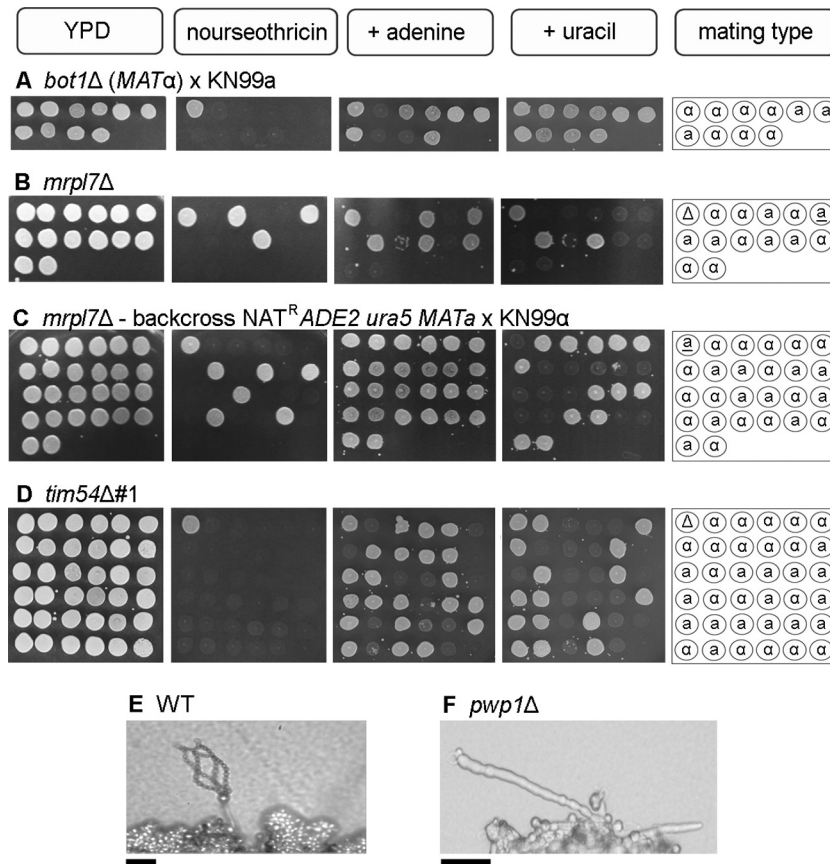 YPD nourseothricin + adenine + uracil mating type
A bot1Δ (MATα) x KN99a
α α α α a a
a α α α
B mrpl7Δ
Δ α α a α a
a a α a a α
α α
C mrpl7Δ - backcross NATᴿ ADE2 ura5 MATa x KN99α
a α α α α α
α a a α a α
α α a a α a
α a α a a α
a α
D tim54Δ#1
Δ α α α α α
α α α a α α
a α a a a a
a α a a α a
a a a a a a
α a α α α a
E WT F pwp1Δ